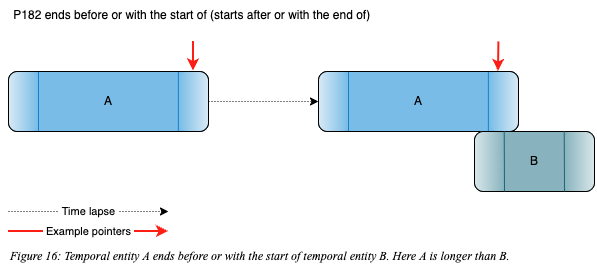 P182 ends before or with the start of (starts after or with the end of)
A
A
B
Time lapse
Example pointers
Figure 16: Temporal entity A ends before or with the start of temporal entity B. Here A is longer than B.